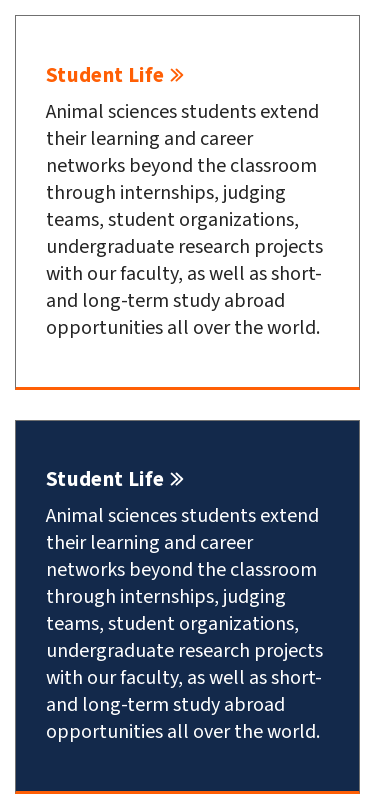 Student Life »
Animal sciences students extend
their learning and career
networks beyond the classroom
through internships, judging
teams, student organizations,
undergraduate research projects
with our faculty, as well as short-
and long-term study abroad
opportunities all over the world.
Student Life »
Animal sciences students extend
their learning and career
networks beyond the classroom
through internships, judging
teams, student organizations,
undergraduate research projects
with our faculty, as well as short-
and long-term study abroad
opportunities all over the world.